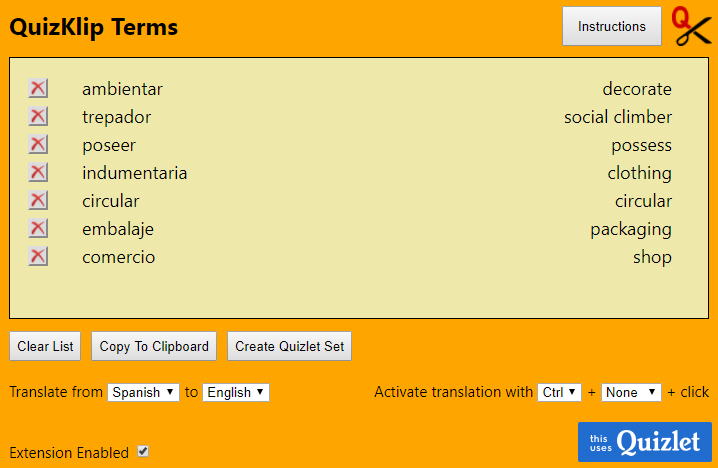 QuizKlip Terms
Instructions
Q
ambientar decorate
trepador social climber
poseer possess
indumentaria clothing
circular circular
embalaje packaging
comercio shop
Clear List Copy To Clipboard Create Quizlet Set
Translate from Spanish to English Activate translation with Ctrl + None + click
Extension Enabled
this uses Quizlet